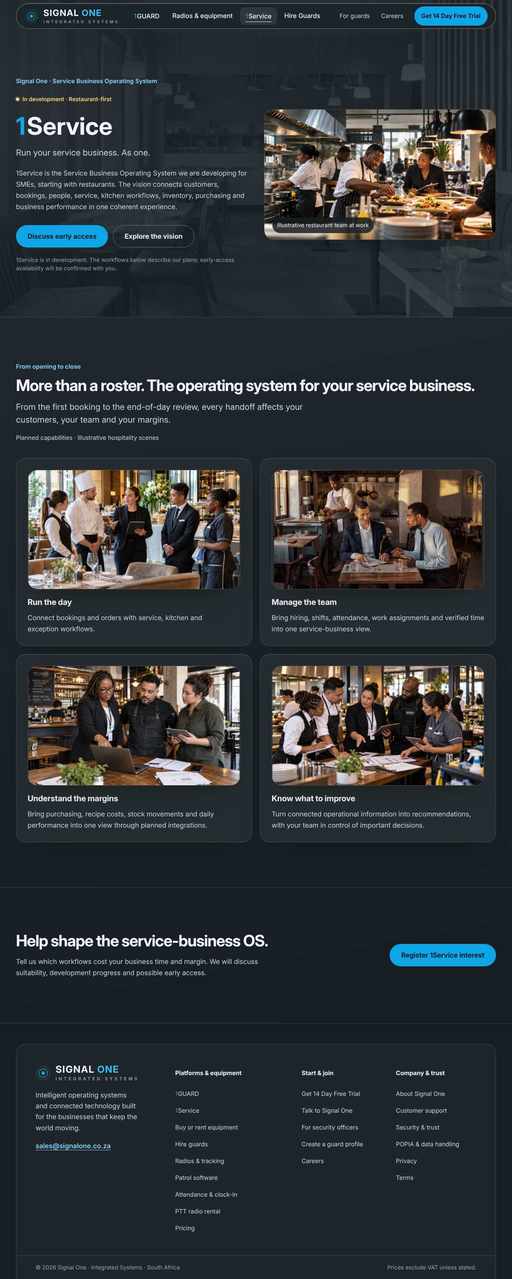 SIGNAL ONE
INTEGRATED SYSTEMS
1GUARD
Radios & equipment
1Service
Hire Guards
For guards
Careers
Get 14 Day Free Trial
Signal One · Service Business Operating System
In development · Restaurant-first
1Service
Run your service business. As one.
1Service is the Service Business Operating System we are developing for
SMEs, starting with restaurants. The vision connects customers,
bookings, people, service, kitchen workflows, inventory, purchasing and
business performance in one coherent experience.
Illustrative restaurant team at work
Discuss early access
Explore the vision
1Service is in development. The workflows below describe our plans; early-access
availability will be confirmed with you.
From opening to close
More than a roster. The operating system for your service business.
From the first booking to the end-of-day review, every handoff affects your
customers, your team and your margins.
Planned capabilities · Illustrative hospitality scenes
Run the day
Connect bookings and orders with service, kitchen and
exception workflows.
Manage the team
Bring hiring, shifts, attendance, work assignments and verified time
into one service-business view.
Understand the margins
Bring purchasing, recipe costs, stock movements and daily
performance into one view through planned integrations.
Know what to improve
Turn connected operational information into recommendations,
with your team in control of important decisions.
Help shape the service-business OS.
Tell us which workflows cost your business time and margin. We will discuss
suitability, development progress and possible early access.
Register 1Service interest
SIGNAL ONE
INTEGRATED SYSTEMS
Intelligent operating systems
and connected technology built
for the businesses that keep the
world moving.
sales@signalone.co.za
Platforms & equipment
1GUARD
1Service
Buy or rent equipment
Hire guards
Radios & tracking
Patrol software
Attendance & clock-in
PTT radio rental
Pricing
Start & join
Get 14 Day Free Trial
Talk to Signal One
For security officers
Create a guard profile
Careers
Company & trust
About Signal One
Customer support
Security & trust
POPIA & data handling
Privacy
Terms
© 2026 Signal One · Integrated Systems · South Africa
Prices exclude VAT unless stated.